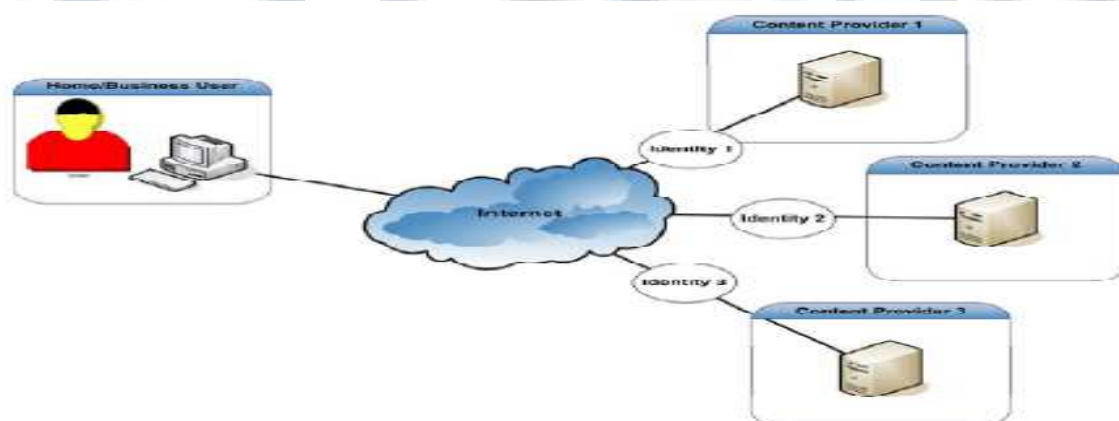 Content Provider 1
Home/Business User
Identity 1
Content Provider 2
Internet
Identity 2
Identity 3
Content Provider 3